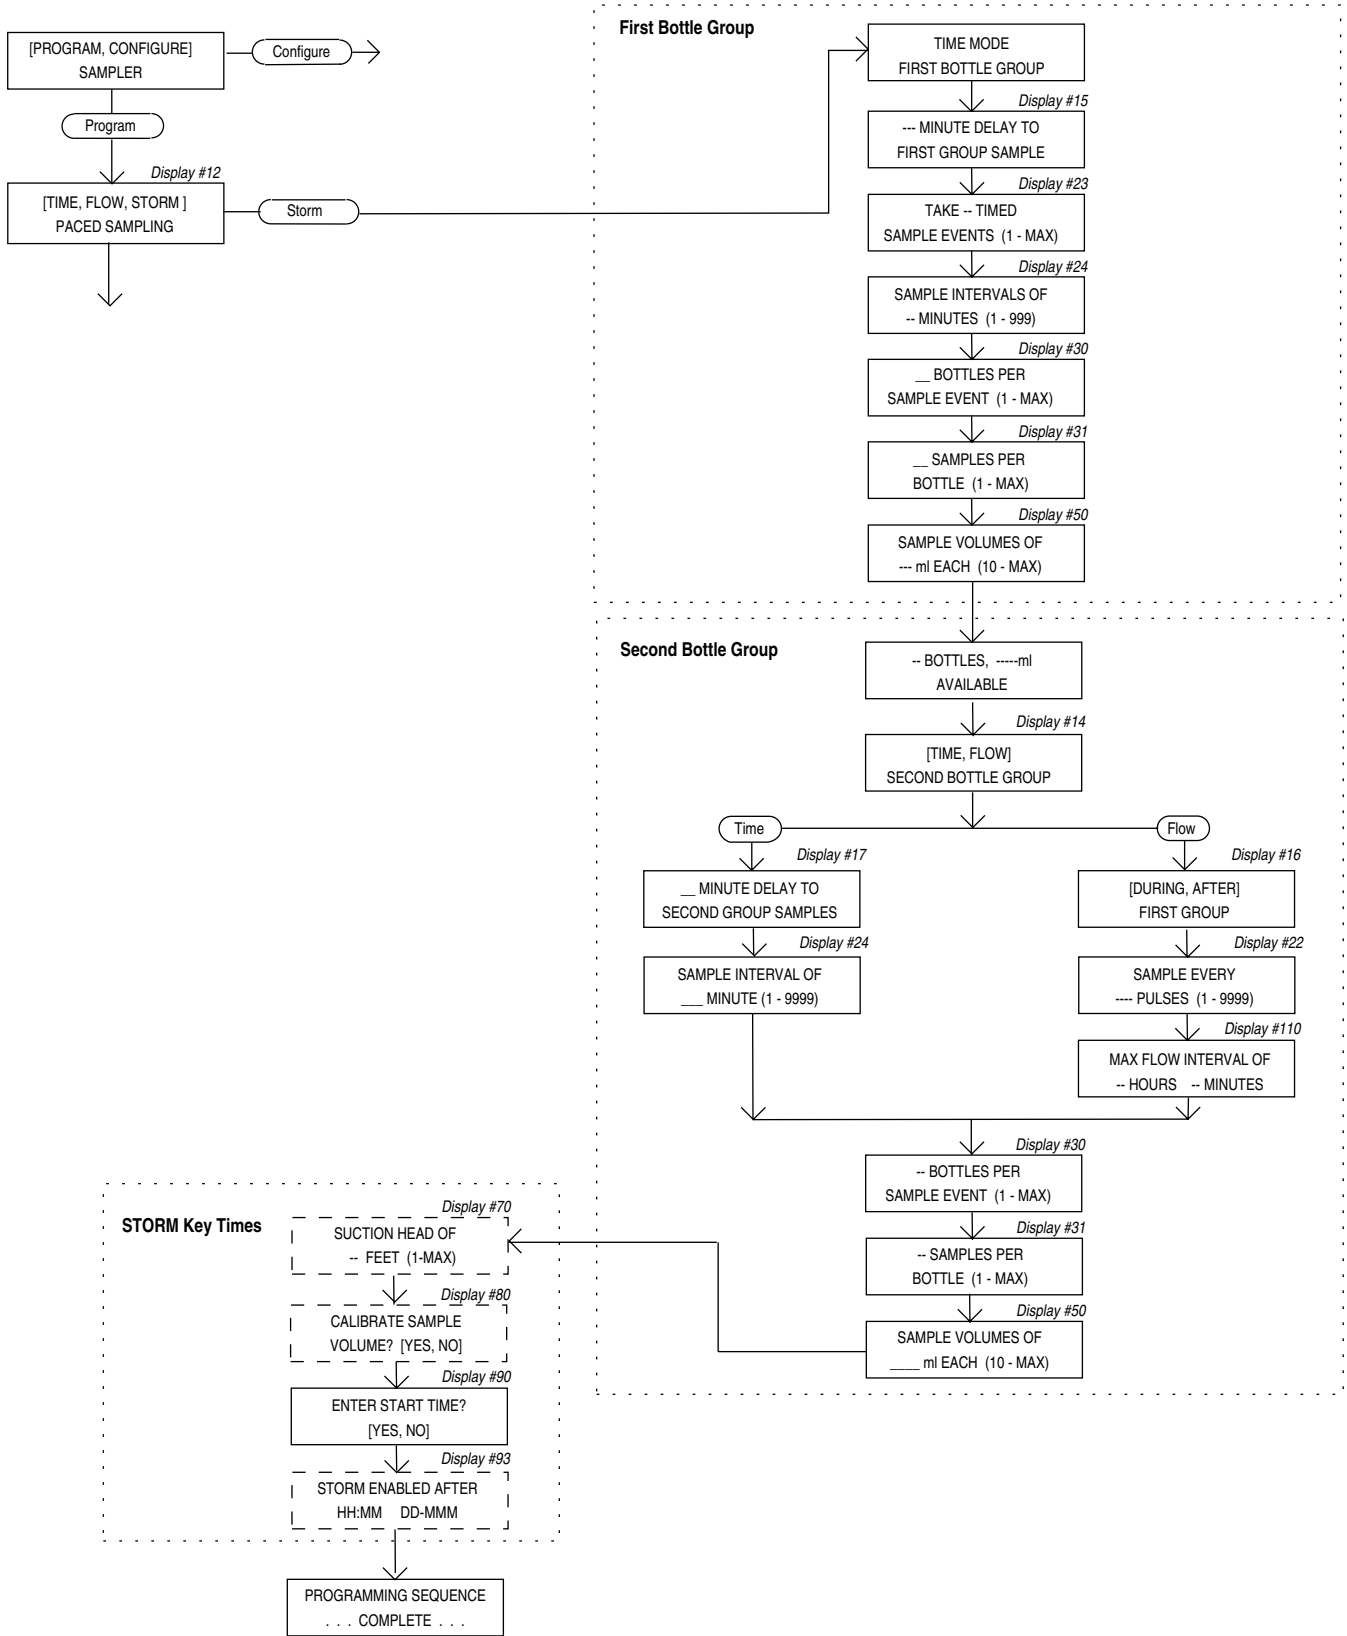 [PROGRAM, CONFIGURE]
SAMPLER
Configure
Program
Display #12
[TIME, FLOW, STORM ]
PACED SAMPLING
Storm
First Bottle Group
TIME MODE
FIRST BOTTLE GROUP
Display #15
--- MINUTE DELAY TO
FIRST GROUP SAMPLE
Display #23
TAKE -- TIMED
SAMPLE EVENTS (1 - MAX)
Display #24
SAMPLE INTERVALS OF
-- MINUTES (1 - 999)
Display #30
__ BOTTLES PER
SAMPLE EVENT (1 - MAX)
Display #31
__ SAMPLES PER
BOTTLE (1 - MAX)
Display #50
SAMPLE VOLUMES OF
--- ml EACH (10 - MAX)
Second Bottle Group
-- BOTTLES, -----ml
AVAILABLE
Display #14
[TIME, FLOW]
SECOND BOTTLE GROUP
Time
Display #17
__ MINUTE DELAY TO
SECOND GROUP SAMPLES
Display #24
SAMPLE INTERVAL OF
___ MINUTE (1 - 9999)
Flow
Display #16
[DURING, AFTER]
FIRST GROUP
Display #22
SAMPLE EVERY
---- PULSES (1 - 9999)
Display #110
MAX FLOW INTERVAL OF
-- HOURS -- MINUTES
Display #30
-- BOTTLES PER
SAMPLE EVENT (1 - MAX)
Display #31
-- SAMPLES PER
BOTTLE (1 - MAX)
Display #50
SAMPLE VOLUMES OF
____ ml EACH (10 - MAX)
STORM Key Times
Display #70
SUCTION HEAD OF
-- FEET (1-MAX)
Display #80
CALIBRATE SAMPLE
VOLUME? [YES, NO]
Display #90
ENTER START TIME?
[YES, NO]
Display #93
STORM ENABLED AFTER
HH:MM DD-MMM
PROGRAMMING SEQUENCE
. . . COMPLETE . . .